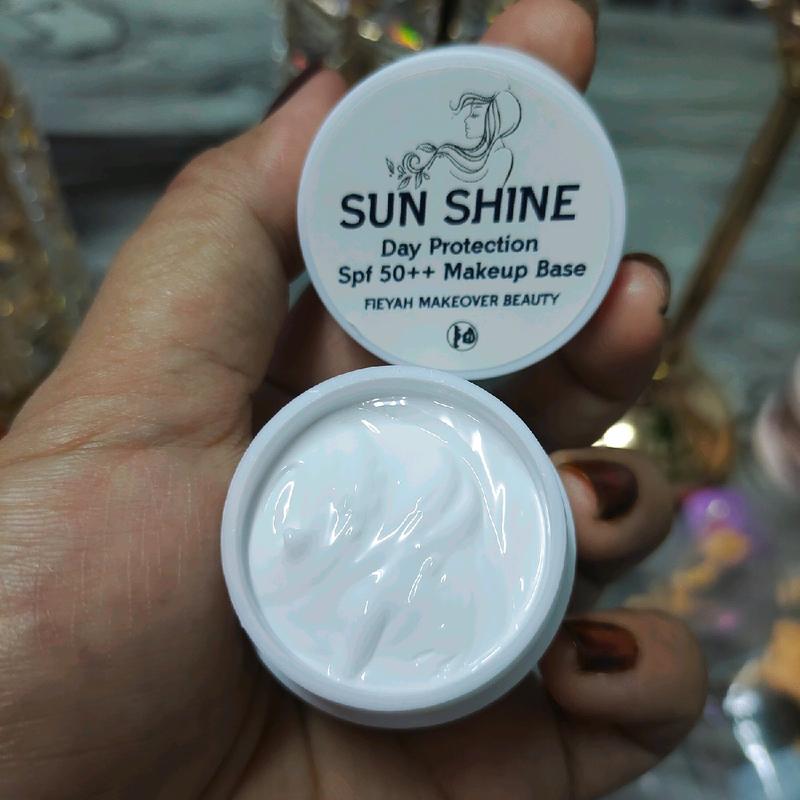 SUN SHINE
Day Protection
Spf 50++ Makeup Base
FIEYAH MAKEOVER BEAUTY